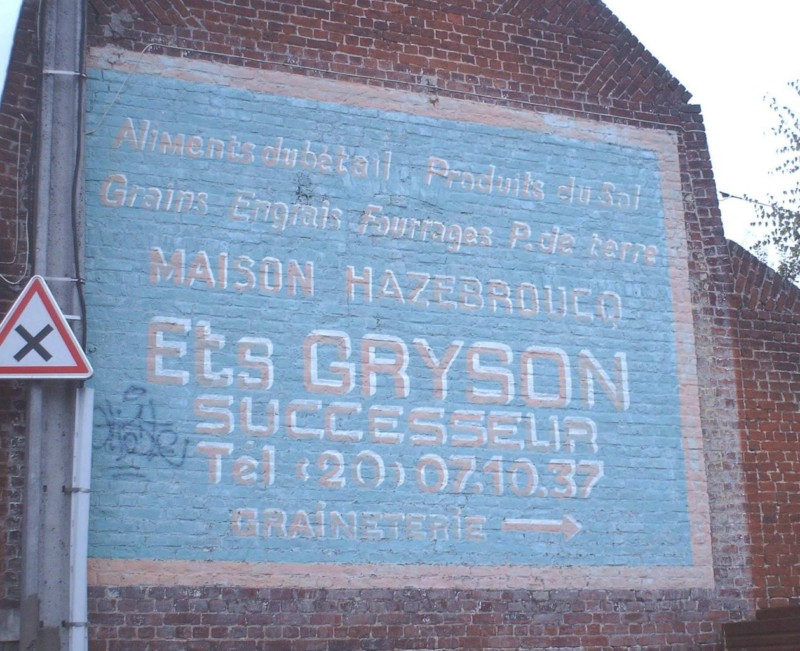 Aliments du bétail Produits du Sol
Grains Engrais Fourrages P. de terre
MAISON HAZEBROUCQ
Ets GRYSON
SUCCESSEUR
Tél (20) 07.10.37
GRAINETERIE →